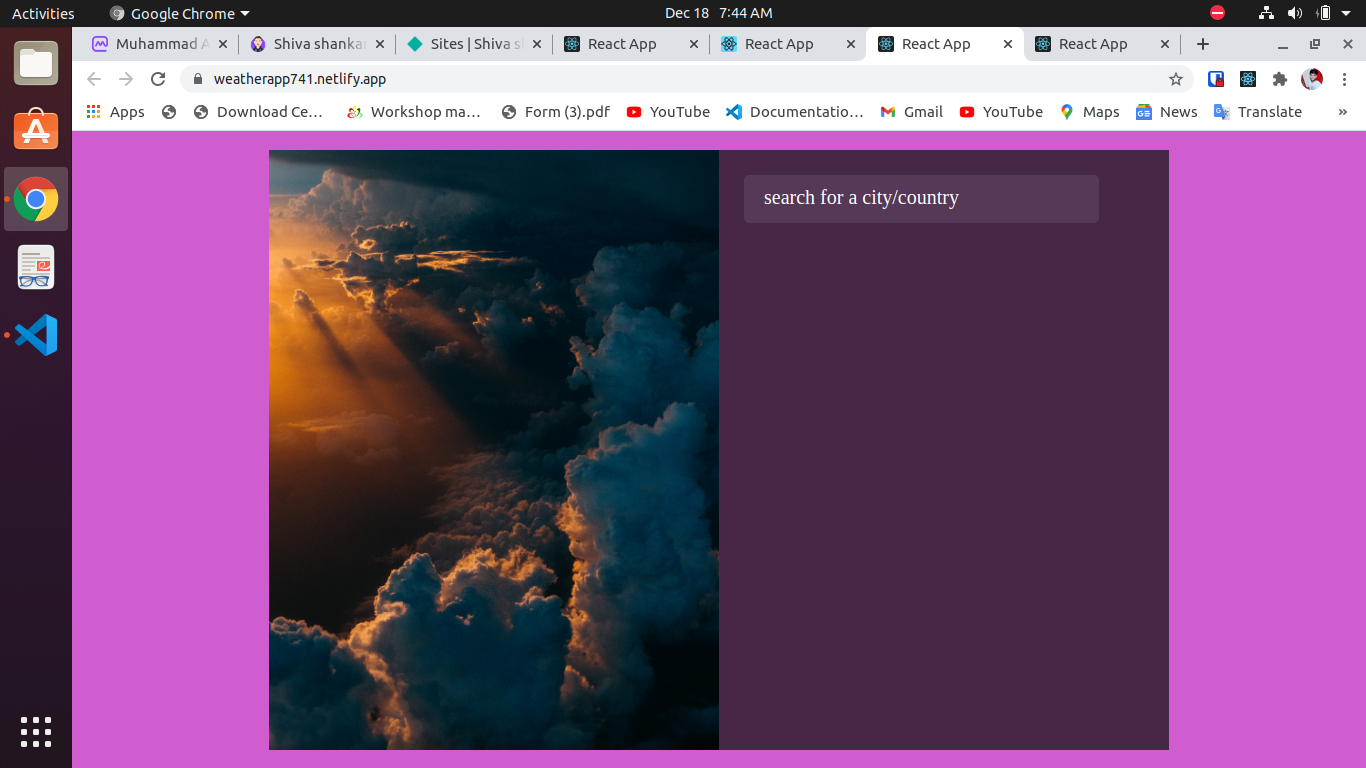 Activities Google Chrome Dec 18 7:44 AM
Muhammad A Shiva shankar Sites | Shiva sh React App React App React App React App
weatherapp741.netlify.app
Apps Download Ce... Workshop ma... Form (3).pdf YouTube Documentatio... Gmail YouTube Maps News Translate »
search for a city/country